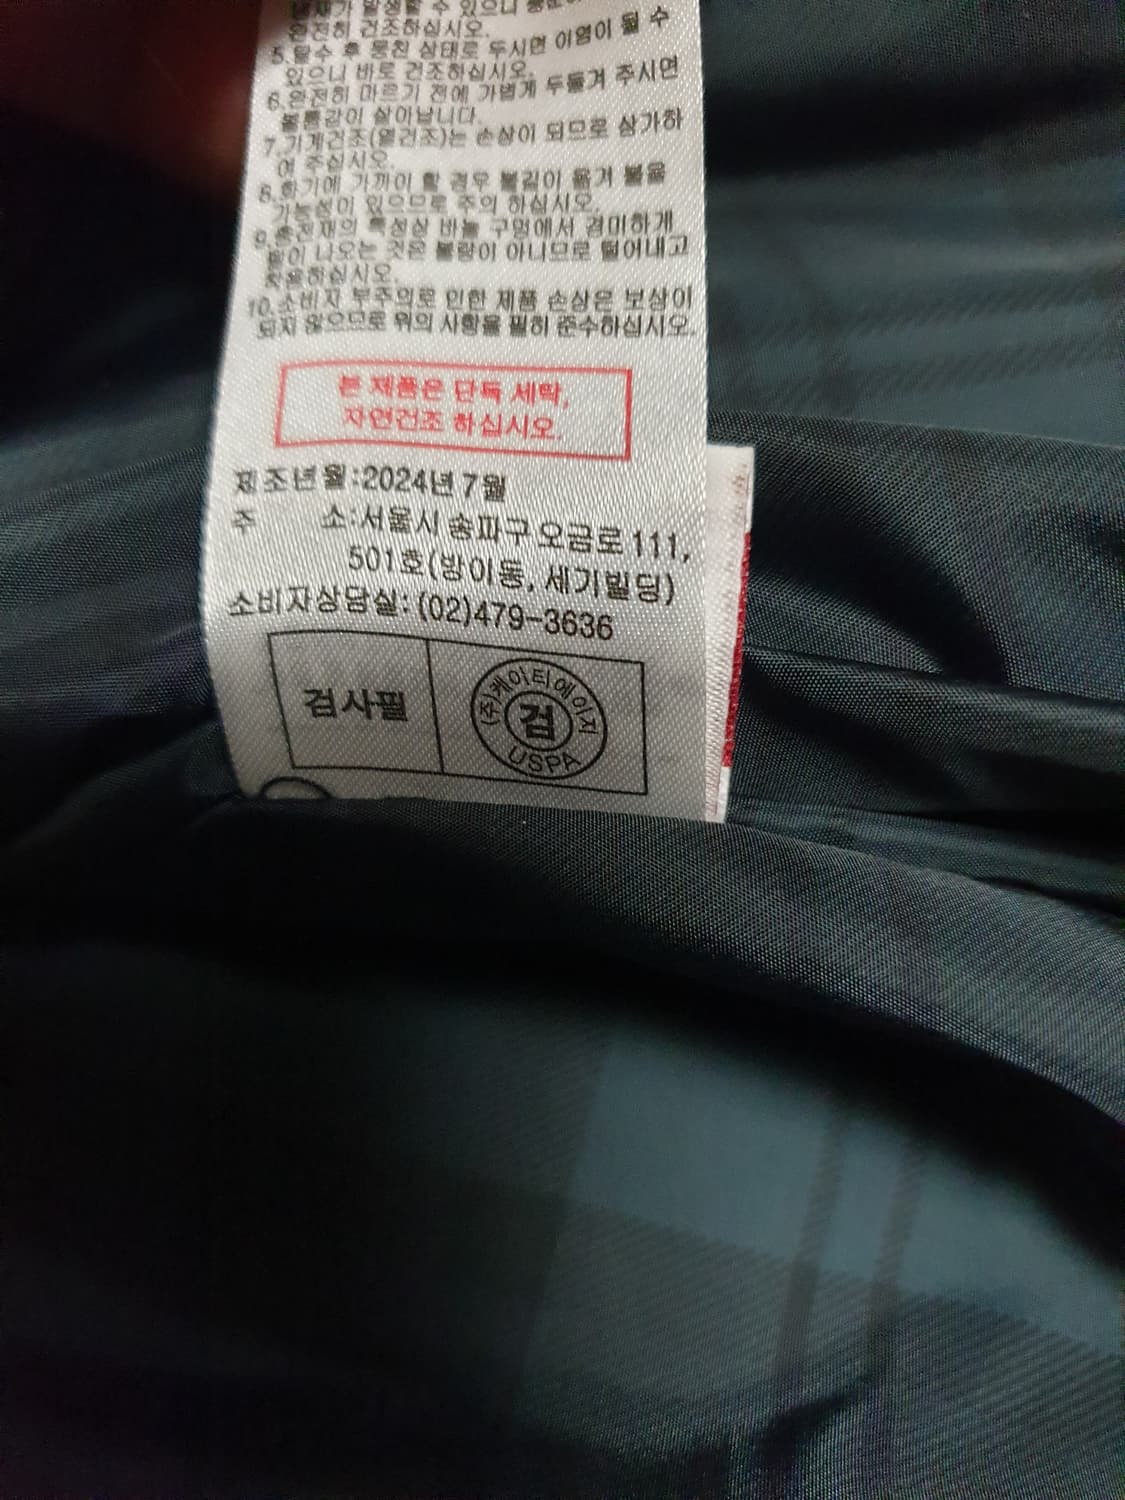 완전히 건조하십시오.
5.탈수 후 뭉친 상태로 두시면 이염이 될 수
있으니 바로 건조하십시오.
6.완전히 마르기 전에 가볍게 두들겨 주시면
볼륨감이 살아납니다.
7.기계건조(열건조)는 손상이 되므로 삼가하
여 주십시오.
8.화기에 가까이 할 경우 불길이 옮겨 붙을
가능성이 있으므로 주의 하십시오.
9.충전재의 특성상 바늘 구멍에서 경미하게
털이 나오는 것은 불량이 아니므로 털어내고
착용하십시오.
10.소비자 부주의로 인한 제품 손상은 보상이
되지 않으므로 위의 사항을 필히 준수하십시오.
본 제품은 단독 세탁,
자연건조 하십시오.
제조년월:2024년 7월
주 소:서울시 송파구 오금로 111,
501호(방이동, 세기빌딩)
소비자상담실: (02)479-3636
검사필
(주)케이티에이지
검
USPA